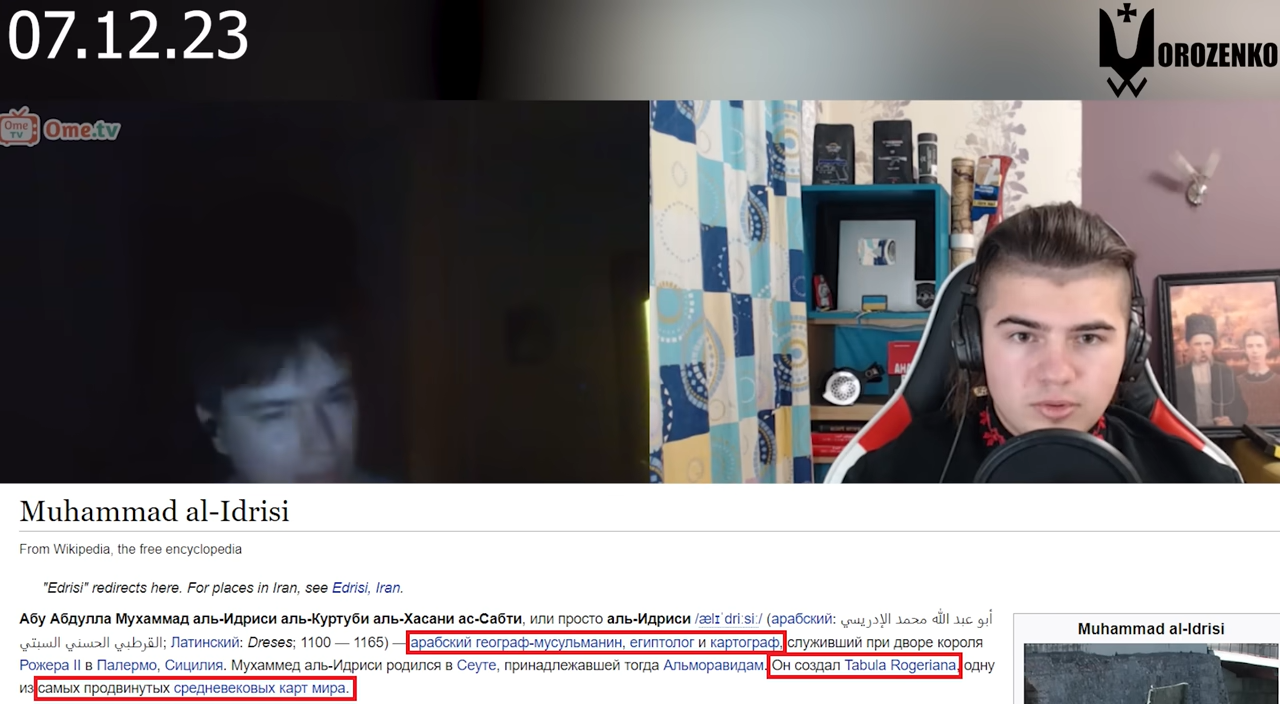 07.12.23
OROZENKO
Ome
TV
Ome.tv
АН
Muhammad al-Idrisi
From Wikipedia, the free encyclopedia
"Edrisi" redirects here. For places in Iran, see Edrisi, Iran.
Абу Абдулла Мухаммад аль-Идриси аль-Куртуби аль-Хасани ас-Сабти, или просто аль-Идриси /ælɪˈdriːsiː/ (арабский: أبو عبد الله محمد الإدريسي
القرطبي الحسني السبتي; Латинский: Dreses; 1100 — 1165) — арабский географ-мусульманин, египтолог и картограф, служивший при дворе короля
Рожера II в Палермо, Сицилия. Мухаммед аль-Идриси родился в Сеуте, принадлежавшей тогда Альморавидам. Он создал Tabula Rogeriana, одну
из самых продвинутых средневековых карт мира.
Muhammad al-Idrisi